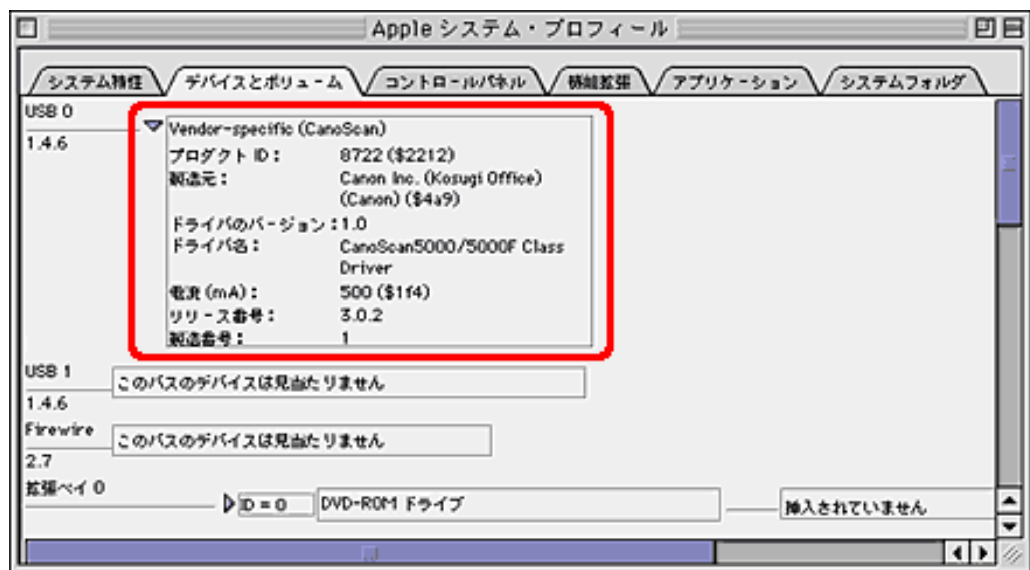 Apple システム・プロフィール
システム特徴 デバイスとボリューム コントロールパネル 機能拡張 アプリケーション システムフォルダ
USB 0
1.4.6
Vendor-specific (CanoScan)
プロダクト ID： 8722 ($2212)
製造元： Canon Inc. (Kosugi Office)
(Canon) ($4a9)
ドライバのバージョン：1.0
ドライバ名： CanoScan5000/5000F Class
Driver
電流 (mA)： 500 ($1f4)
リリース番号： 3.0.2
製造番号： 1
USB 1
このバスのデバイスは見当たりません
1.4.6
Firewire
このバスのデバイスは見当たりません
2.7
拡張ベイ 0
ID = 0 DVD-ROM ドライブ 挿入されていません